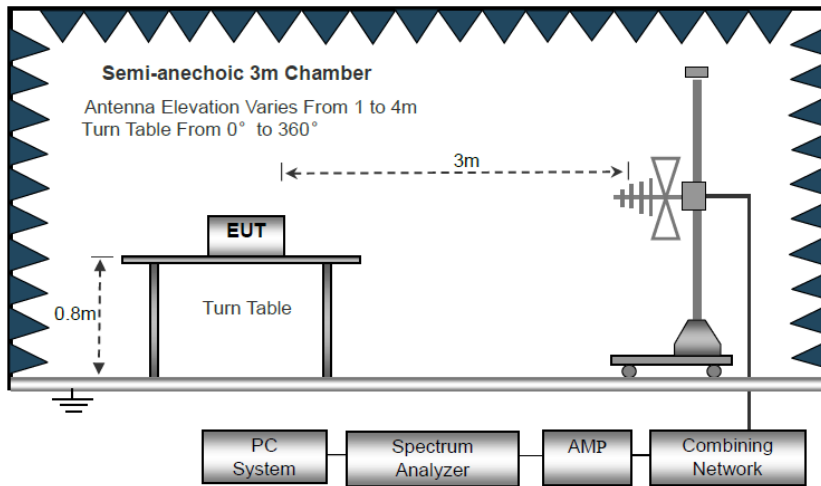 Semi-anechoic 3m Chamber
Antenna Elevation Varies From 1 to 4m
Turn Table From 0° to 360°
3m
EUT
0.8m
Turn Table
PC
System
Spectrum
Analyzer
AMP
Combining
Network